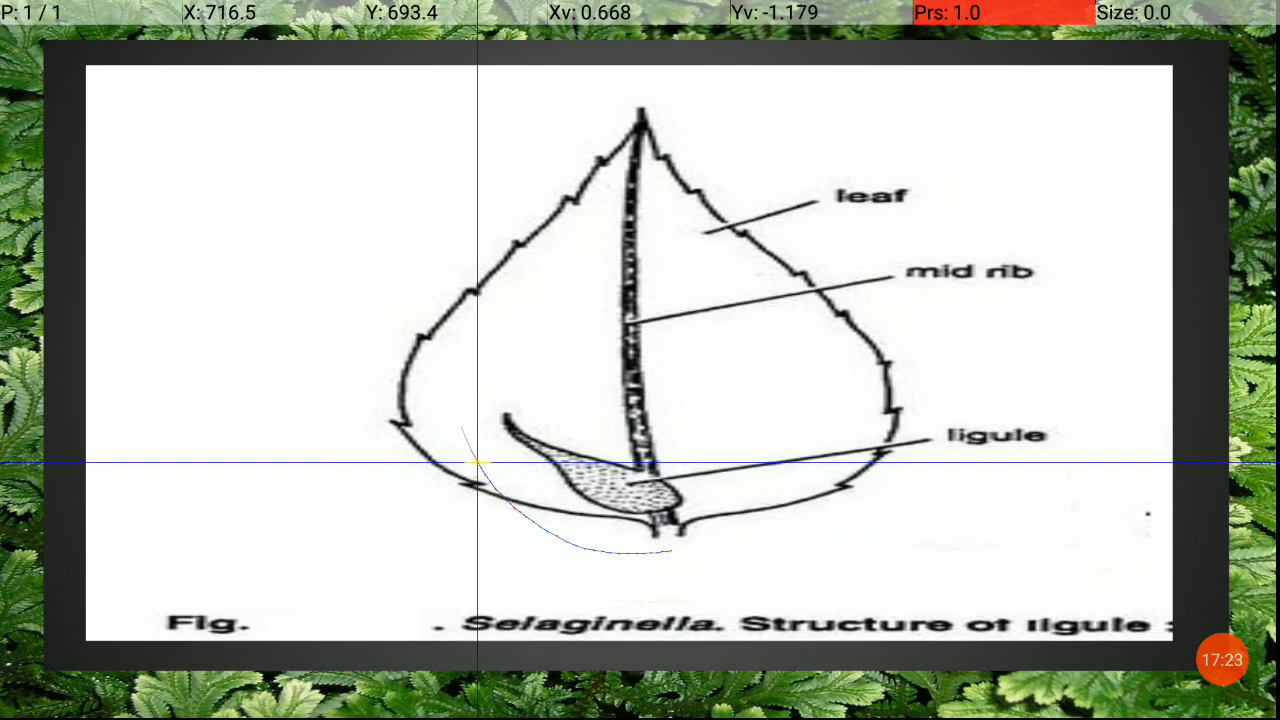 P: 1 / 1 X: 716.5 Y: 693.4 Xv: 0.668 Yv: -1.179 Prs: 1.0 Size: 0.0
leaf
mid rib
ligule
Fig. . Selaginella. Structure of ligule :
17:23